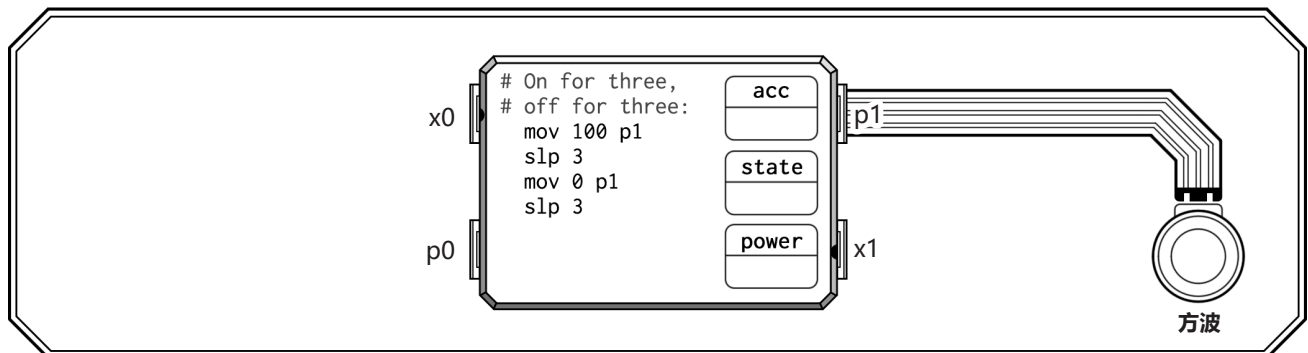 # On for three,
# off for three:
mov 100 p1
slp 3
mov 0 p1
slp 3
acc
state
power
x0
p0
p1
x1
方波